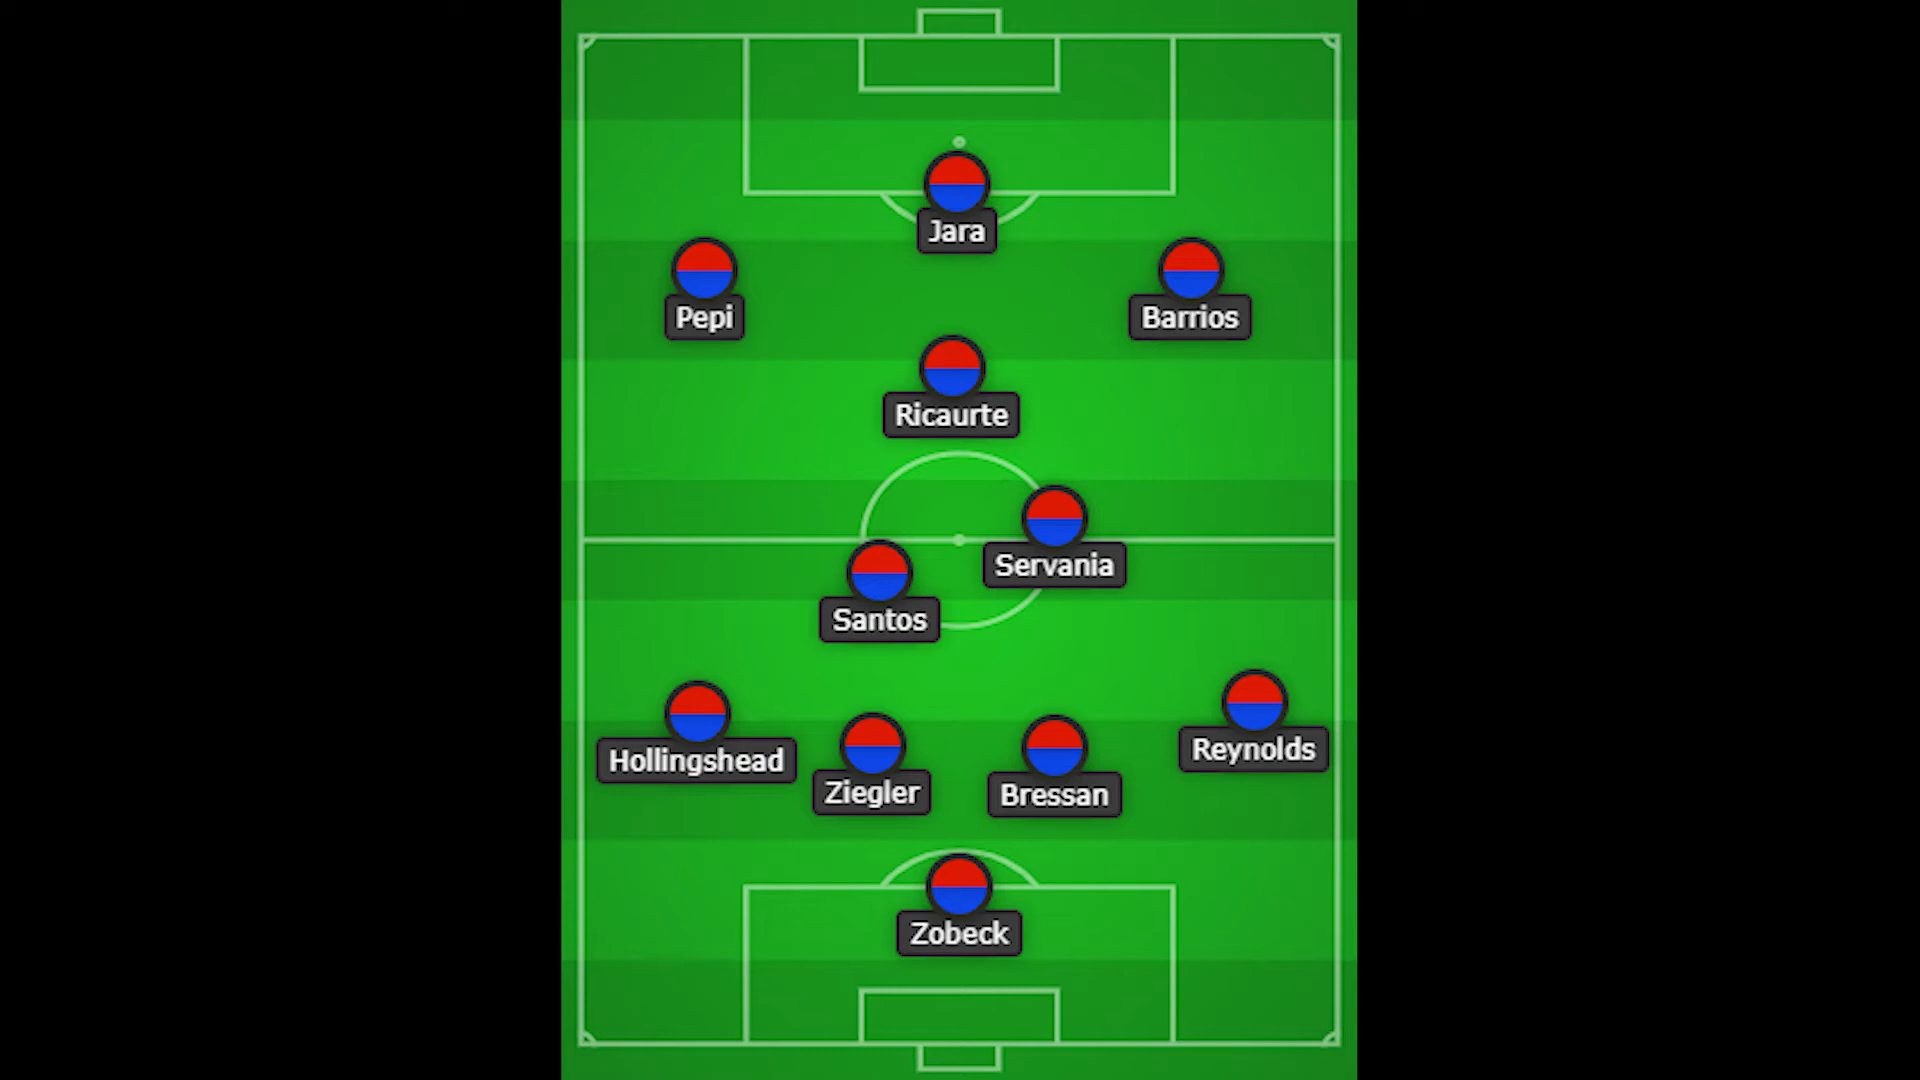 Jara
Pepi
Barrios
Ricaurte
Servania
Santos
Hollingshead
Reynolds
Ziegler
Bressan
Zobeck